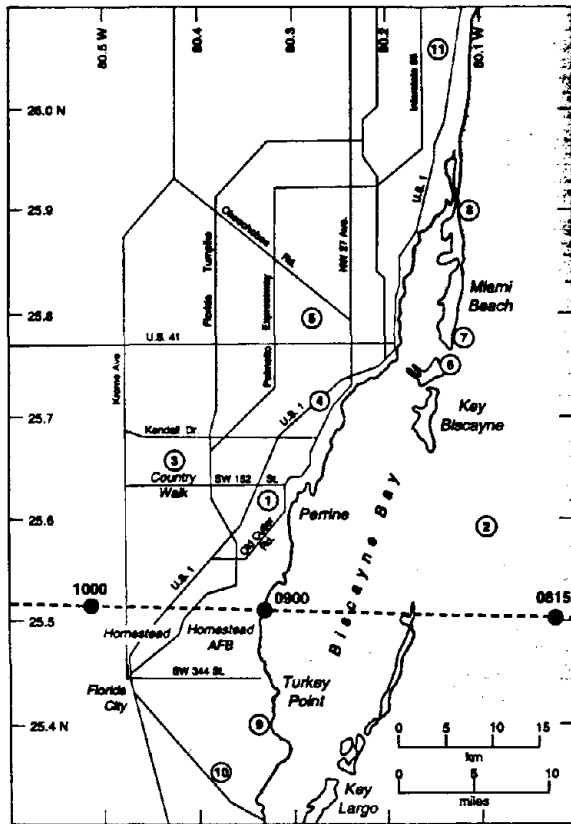 80.5 W
80.4
80.3
80.2
80.1 W
11
26.0 N
25.9
25.8
25.7
25.6
25.5
25.4 N
Interstate 95
U.S. 1
8
Okeechobee Rd.
NW 27 Ave.
Florida Turnpike
Palmetto Expressway
Krome Ave
Miami Beach
5
7
U.S. 41
6
4
U.S. 1
Key Biscayne
Kendall Dr.
3
Country Walk
SW 152 St.
1
Perrine
2
Old Cutler Rd.
Biscayne Bay
U.S. 1
1000
0900
0815
Homestead
Homestead AFB
SW 344 St.
Florida City
Turkey Point
9
10
Key Largo
0 5 10 15
km
0 5 10
miles